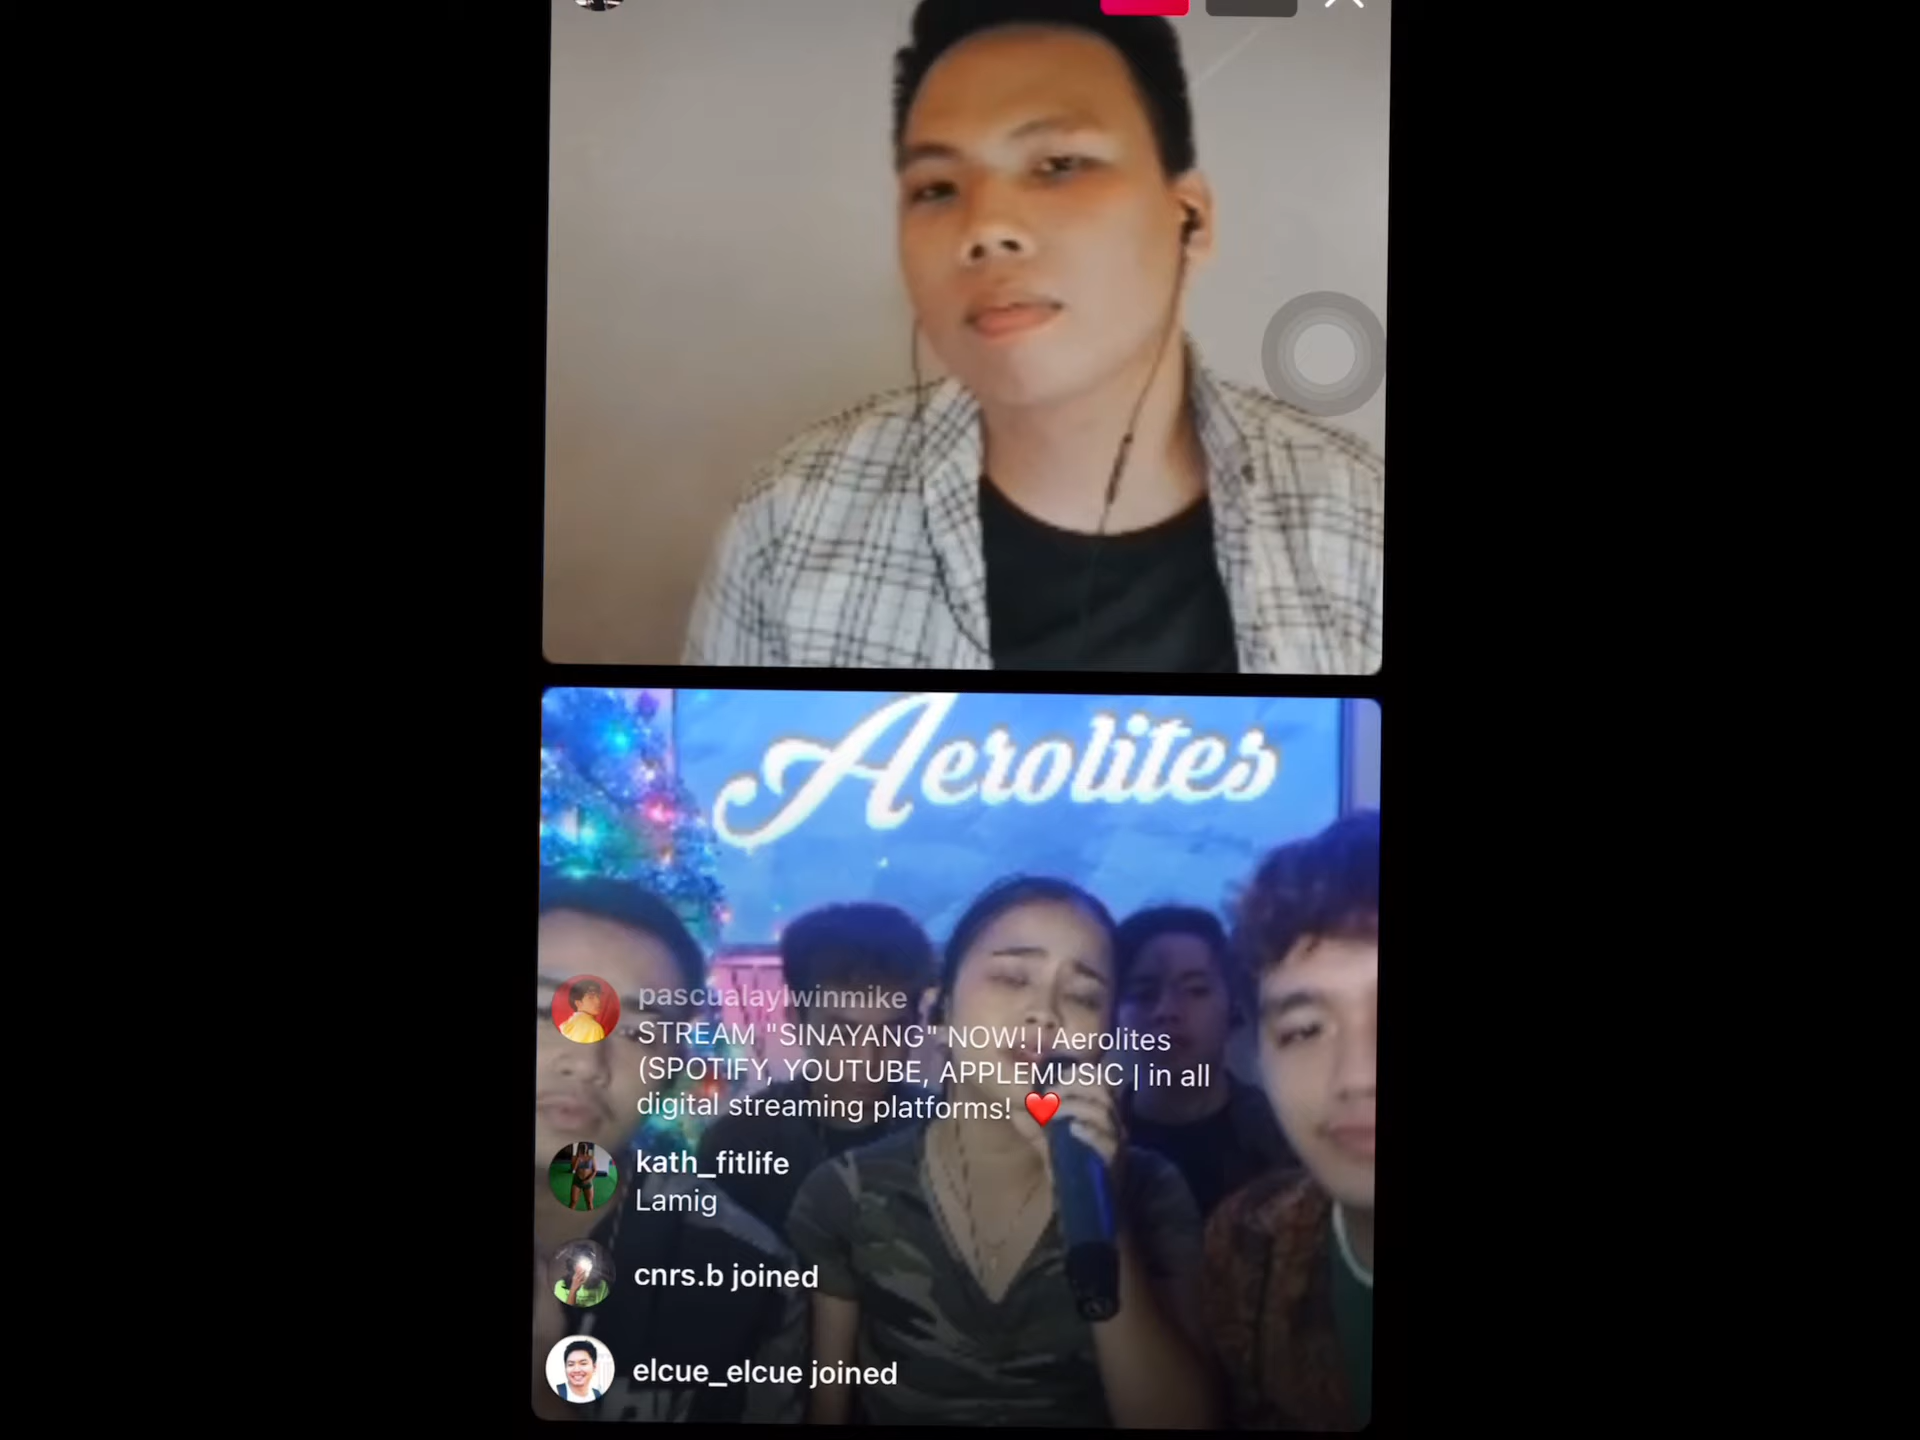 Aerolites
pascualaylwinmike
STREAM "SINAYANG" NOW! | Aerolites
(SPOTIFY, YOUTUBE, APPLEMUSIC | in all
digital streaming platforms! ❤️
kath_fitlife
Lamig
cnrs.b joined
elcue_elcue joined